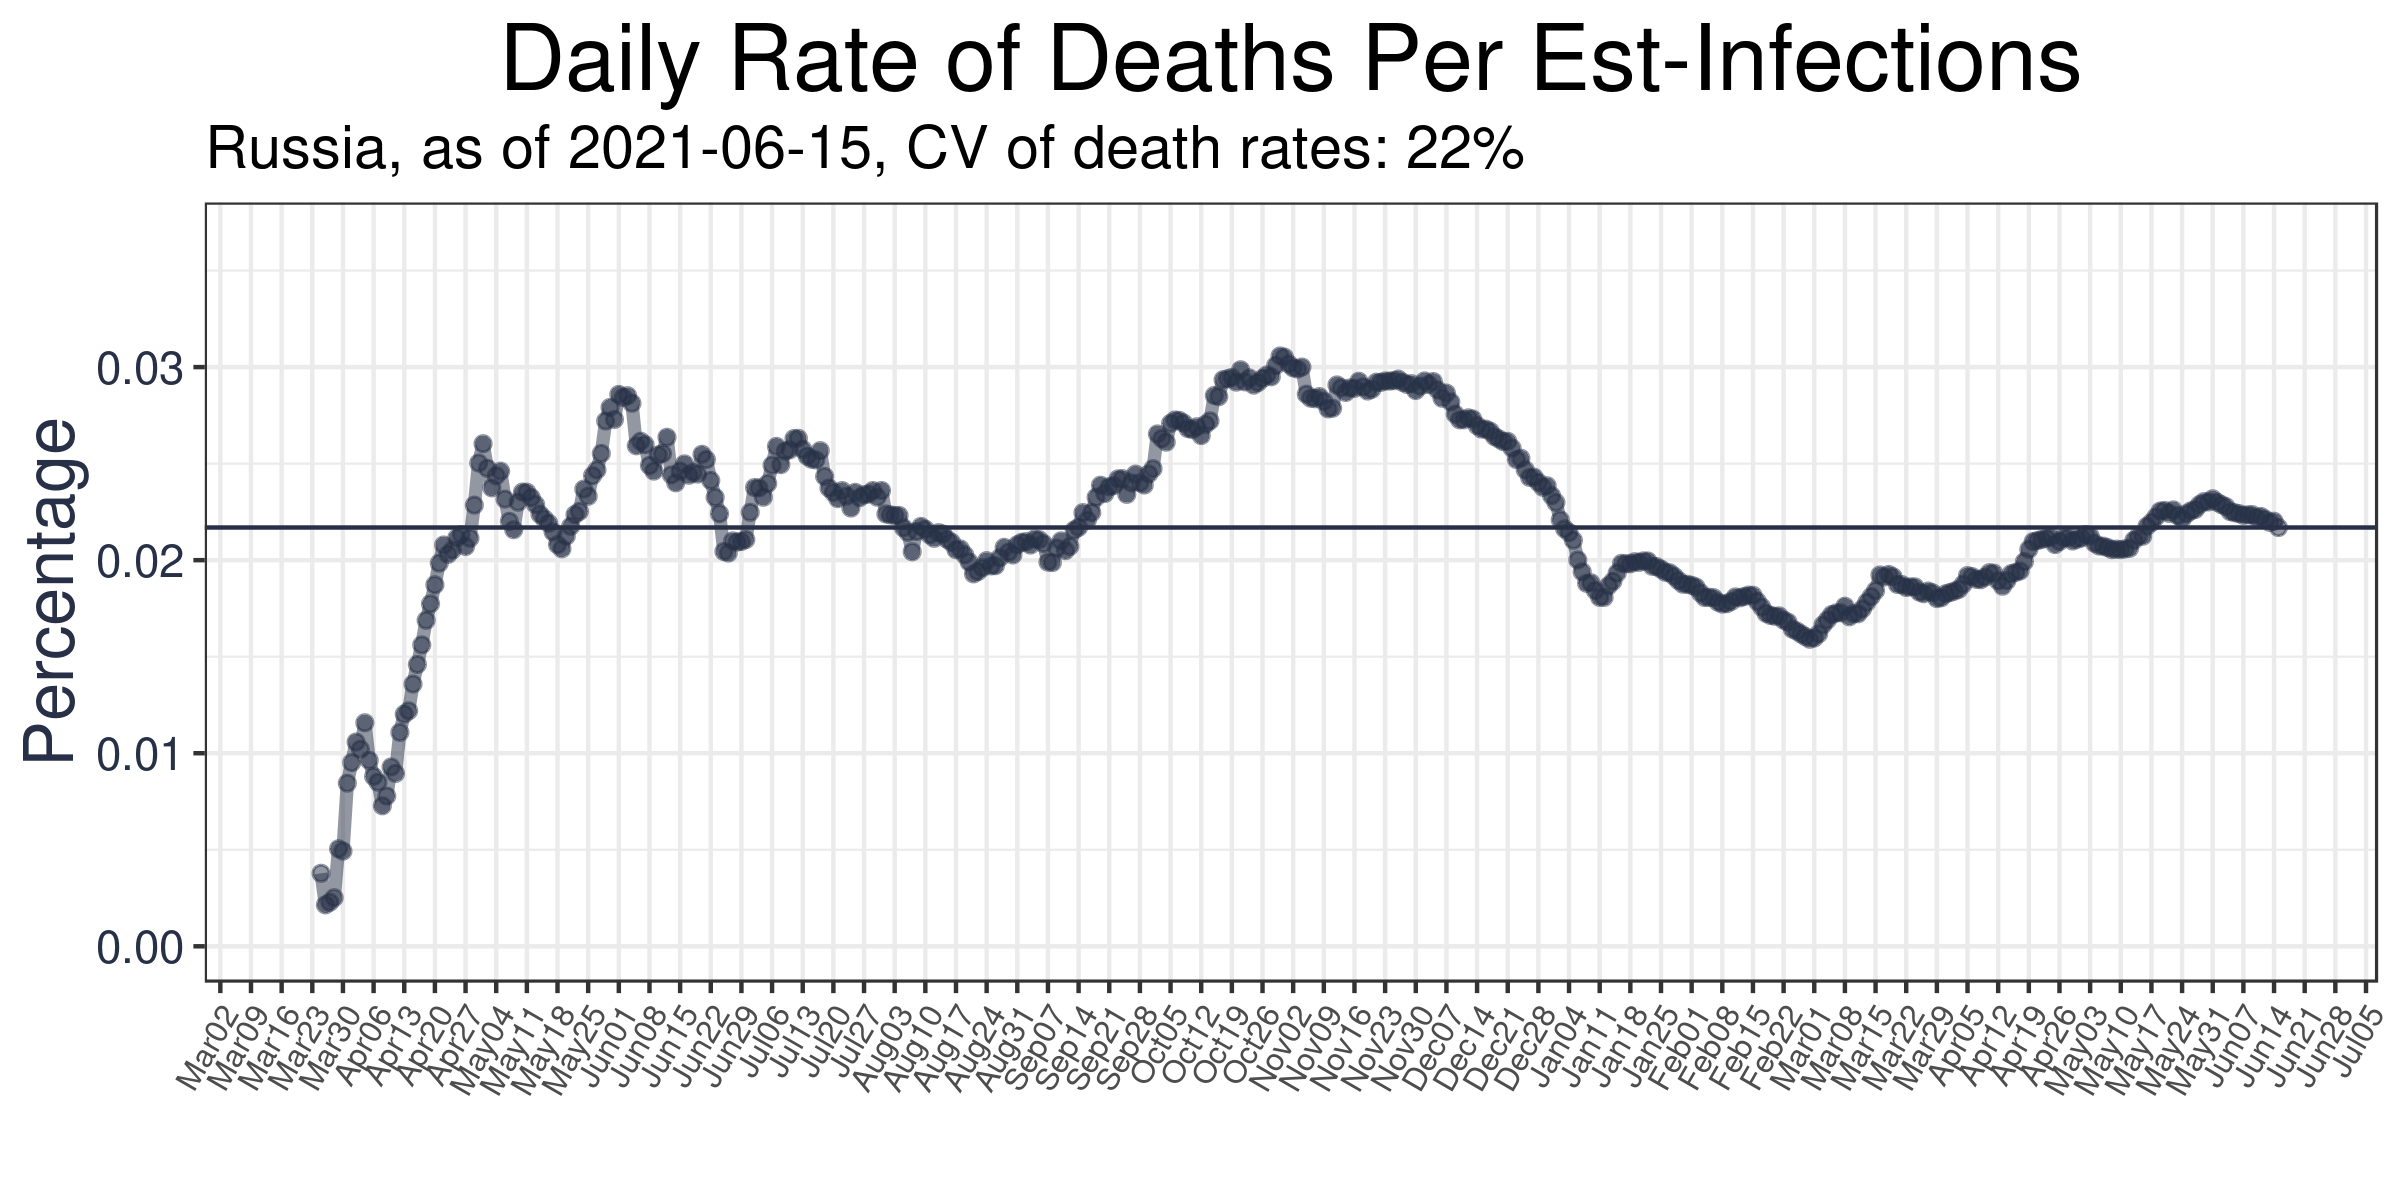 Daily Rate of Deaths Per Est-Infections
Russia, as of 2021-06-15, CV of death rates: 22%
Percentage
0.03
0.02
0.01
0.00
Mar02
Mar09
Mar16
Mar23
Mar30
Apr06
Apr13
Apr20
Apr27
May04
May11
May18
May25
Jun01
Jun08
Jun15
Jun22
Jun29
Jul06
Jul13
Jul20
Jul27
Aug03
Aug10
Aug17
Aug24
Aug31
Sep07
Sep14
Sep21
Sep28
Oct05
Oct12
Oct19
Oct26
Nov02
Nov09
Nov16
Nov23
Nov30
Dec07
Dec14
Dec21
Dec28
Jan04
Jan11
Jan18
Jan25
Feb01
Feb08
Feb15
Feb22
Mar01
Mar08
Mar15
Mar22
Mar29
Apr05
Apr12
Apr19
Apr26
May03
May10
May17
May24
May31
Jun07
Jun14
Jun21
Jun28
Jul05